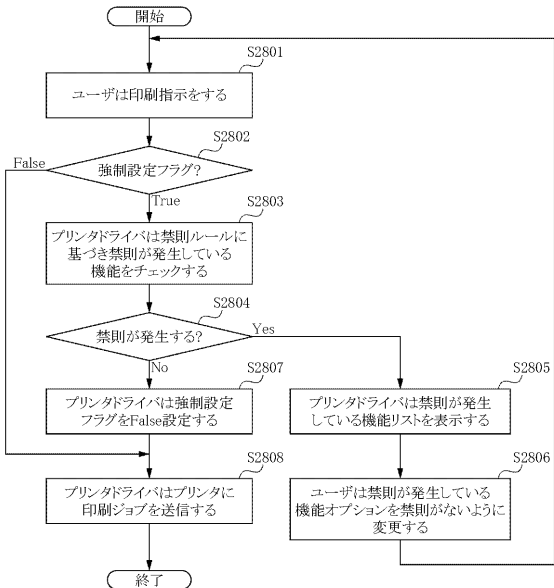 開始
S2801
ユーザは印刷指示をする
S2802
False
強制設定フラグ?
True
S2803
プリンタドライバは禁則ルールに
基づき禁則が発生している
機能をチェックする
S2804
禁則が発生する?
Yes
No
S2807
プリンタドライバは強制設定
フラグをFalse設定する
S2805
プリンタドライバは禁則が発生
している機能リストを表示する
S2808
プリンタドライバはプリンタに
印刷ジョブを送信する
S2806
ユーザは禁則が発生している
機能オプションを禁則がないように
変更する
終了